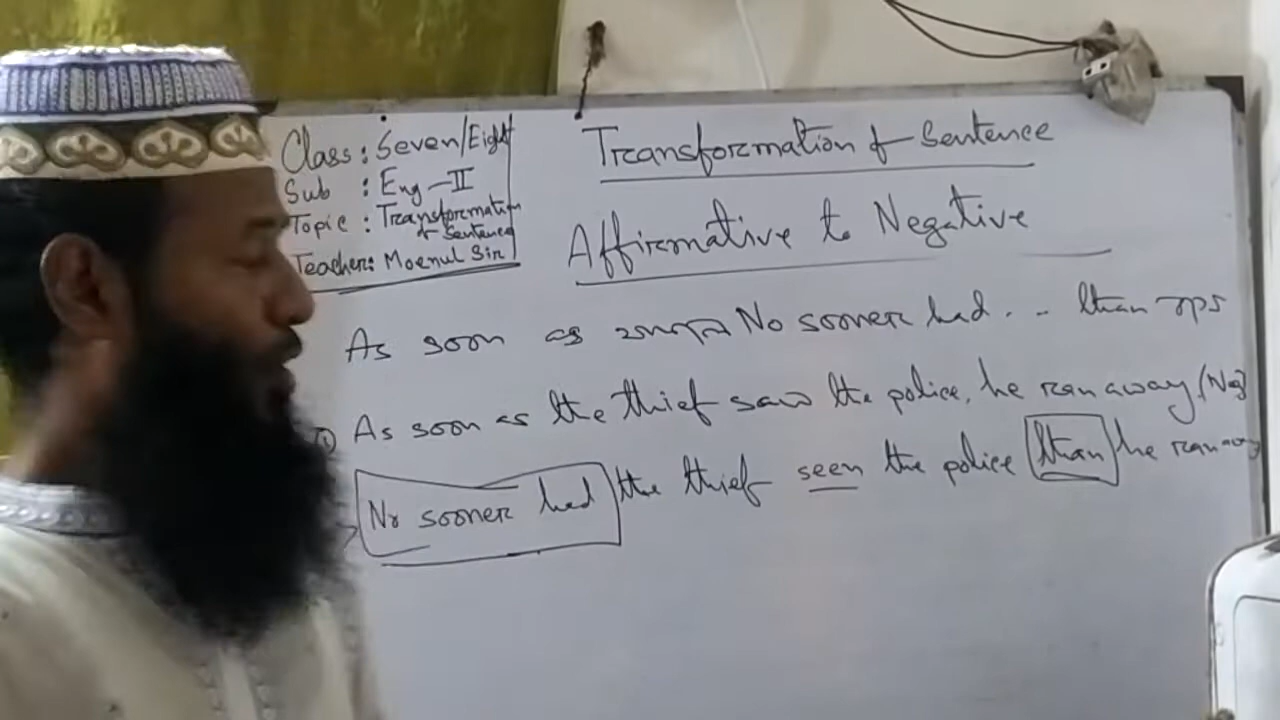 Class : Seven/Eight
Sub : Eng-II
Topic : Transformation
of Sentence
Teacher: Moenul Sir
Transformation of Sentence
Affirmative to Negative
As soon as থাকলে No sooner had . . than হয়
As soon as the thief saw the police, he ran away (Neg)
No sooner had the thief seen the police than he ran away